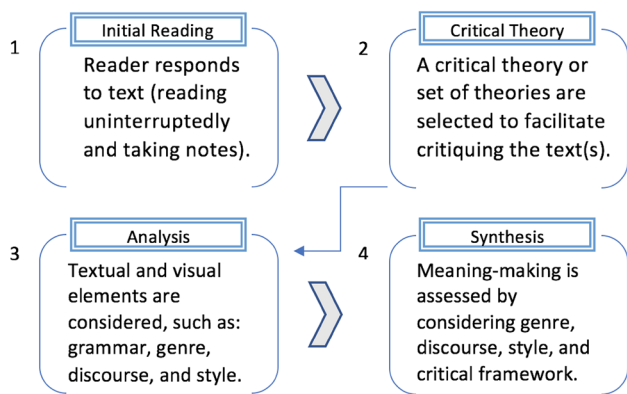 1
Initial Reading
Reader responds
to text (reading
uninterruptedly
and taking notes).
2
Critical Theory
A critical theory or
set of theories are
selected to facilitate
critiquing the text(s).
3
Analysis
Textual and visual
elements are
considered, such as:
grammar, genre,
discourse, and style.
4
Synthesis
Meaning-making is
assessed by
considering genre,
discourse, style, and
critical framework.